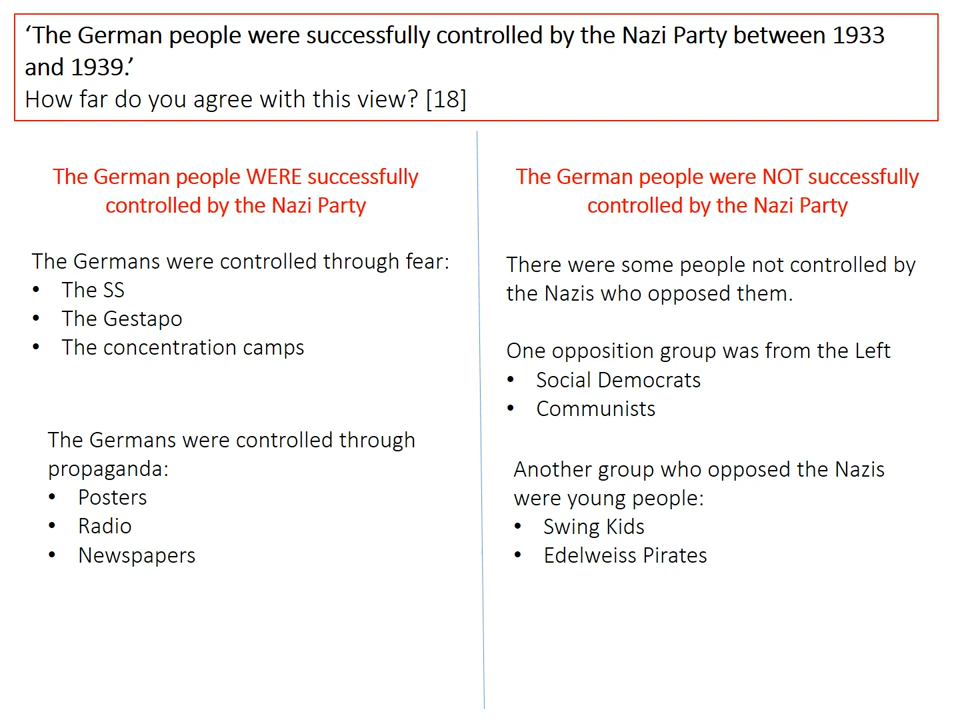 ‘The German people were successfully controlled by the Nazi Party between 1933
and 1939.’
How far do you agree with this view? [18]
The German people WERE successfully
controlled by the Nazi Party
The Germans were controlled through fear:
• The SS
• The Gestapo
• The concentration camps
The Germans were controlled through
propaganda:
• Posters
• Radio
• Newspapers
The German people were NOT successfully
controlled by the Nazi Party
There were some people not controlled by
the Nazis who opposed them.
One opposition group was from the Left
• Social Democrats
• Communists
Another group who opposed the Nazis
were young people:
• Swing Kids
• Edelweiss Pirates